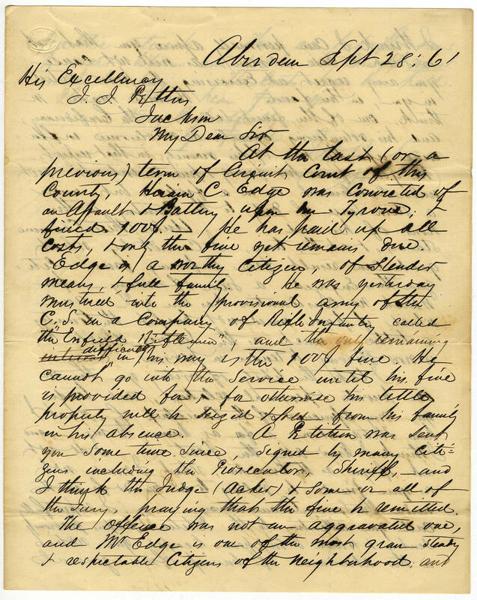 Aberdeen Sept 28: 61
His Excellency
J. J. Pettus
Jackson
My Dear Sir
At the last (or a
previous) term of Circuit Court of this
County, Hiram C. Edge was Convicted of
an Assault & Battery upon Tyrone; &
fined 100$. He has paid up all
Costs, & only the fine yet remains due.
Edge is a worthy Citizen, of slender
means, & full family. He was yesterday
mustered into the provisional army of the
C. S. in a Company of Rifle Infantry called
the "Enfield Riflemen", and the only remaining
difficulty in his way is the 100$ fine. He
cannot go into the Service until his fine
is provided for; for otherwise his little
property will be seized & sold from his family
in his absence. A Petition was sent
you some time since, signed by many Citi-
zens including the Prosecutor, Sheriff, and
I think the Judge (Acker) & some or all of
the Jury, praying that the fine be remitted.
The offence was not an aggravated one,
and Mr Edge is one of the most steady
& respectable Citizens of the neighborhood, and